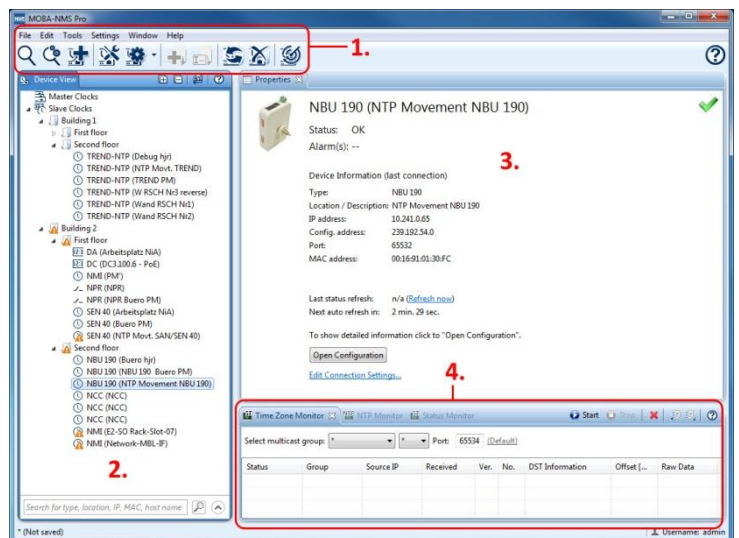 MOBA-NMS Pro
File Edit Tools Settings Window Help
1.
Device View
Master Clocks
Slave Clocks
Building 1
First floor
Second floor
TREND-NTP (Debug hjr)
TREND-NTP (NTP Movt. TREND)
TREND-NTP (TREND PM)
TREND-NTP (W RSCH Nr3 reverse)
TREND-NTP (Wand RSCH Nr1)
TREND-NTP (Wand RSCH Nr2)
Building 2
First floor
DA (Arbeitsplatz NiA)
DC (DC3.100.6 - PoE)
NMI (PM')
NPR (NPR)
NPR (NPR Buero PM)
SEN 40 (Arbeitsplatz NiA)
SEN 40 (Buero PM)
SEN 40 (NTP Movt. SAN/SEN 40)
Second floor
NBU 190 (Buero hjr)
NBU 190 (NBU 190 Buero PM)
NBU 190 (NTP Movement NBU 190)
NCC (NCC)
NCC (NCC)
NCC (NCC)
NMI (E2-SO Rack-Slot-07)
NMI (Network-MBL-IF)
2.
Search for type, location, IP, MAC, host name
Properties
NBU 190 (NTP Movement NBU 190)
Status: OK
Alarm(s): --
3.
Device Information (last connection)
Type: NBU 190
Location / Description: NTP Movement NBU 190
IP address: 10.241.0.65
Config. address: 239.192.54.0
Port: 65532
MAC address: 00:16:91:01:30:FC
Last status refresh: n/a (Refresh now)
Next auto refresh in: 2 min. 29 sec.
To show detailed information click to "Open Configuration".
Open Configuration
Edit Connection Settings...
4.
Time Zone Monitor NTP Monitor Status Monitor Start Stop
Select multicast group: * * Port: 65534 (Default)
Status Group Source IP Received Ver. No. DST Information Offset [... Raw Data
* (Not saved) Username: admin